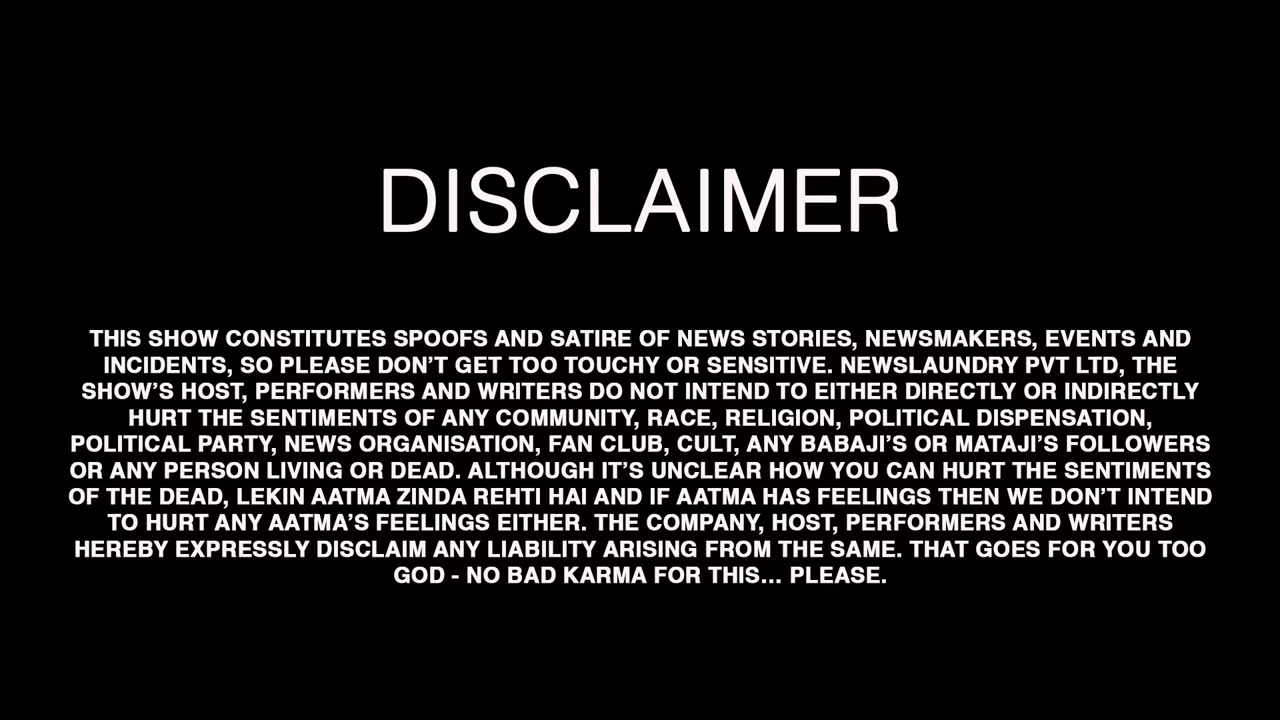 DISCLAIMER
THIS SHOW CONSTITUTES SPOOFS AND SATIRE OF NEWS STORIES, NEWSMAKERS, EVENTS AND
INCIDENTS, SO PLEASE DON’T GET TOO TOUCHY OR SENSITIVE. NEWSLAUNDRY PVT LTD, THE
SHOW’S HOST, PERFORMERS AND WRITERS DO NOT INTEND TO EITHER DIRECTLY OR INDIRECTLY
HURT THE SENTIMENTS OF ANY COMMUNITY, RACE, RELIGION, POLITICAL DISPENSATION,
POLITICAL PARTY, NEWS ORGANISATION, FAN CLUB, CULT, ANY BABAJI’S OR MATAJI’S FOLLOWERS
OR ANY PERSON LIVING OR DEAD. ALTHOUGH IT’S UNCLEAR HOW YOU CAN HURT THE SENTIMENTS
OF THE DEAD, LEKIN AATMA ZINDA REHTI HAI AND IF AATMA HAS FEELINGS THEN WE DON’T INTEND
TO HURT ANY AATMA’S FEELINGS EITHER. THE COMPANY, HOST, PERFORMERS AND WRITERS
HEREBY EXPRESSLY DISCLAIM ANY LIABILITY ARISING FROM THE SAME. THAT GOES FOR YOU TOO
GOD - NO BAD KARMA FOR THIS... PLEASE.